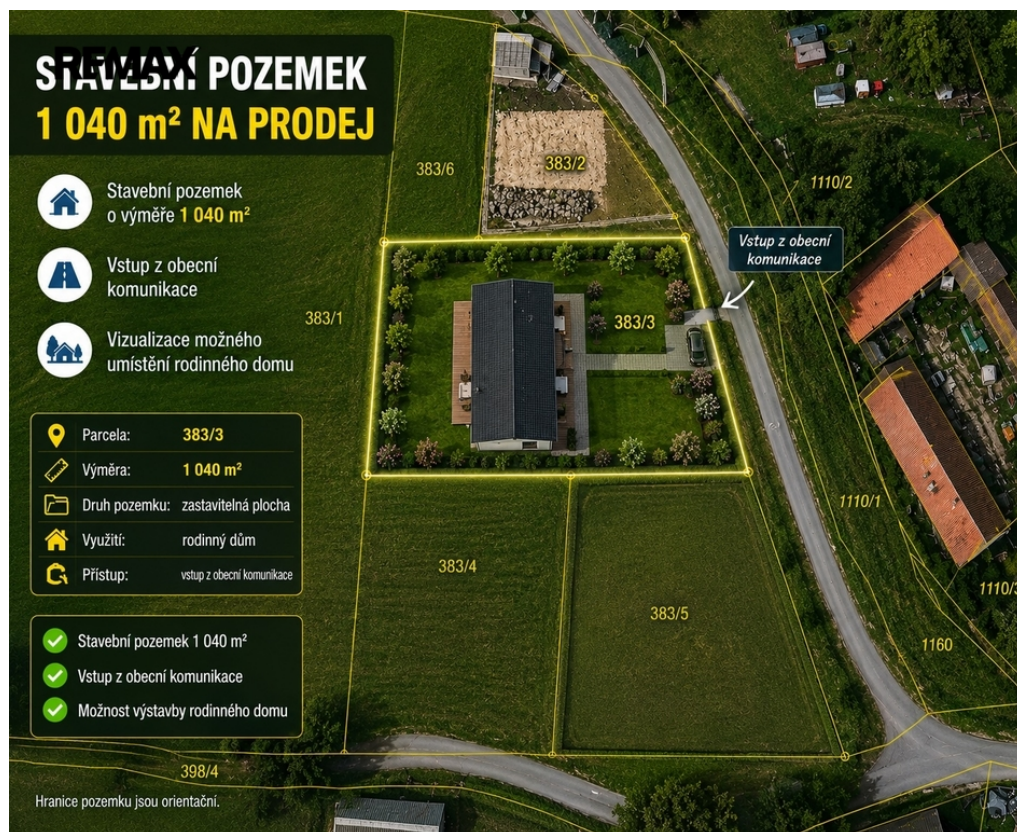 REMAX
STAVEBNÍ POZEMEK
1 040 m² NA PRODEJ
Stavební pozemek
o výměře 1 040 m²
Vstup z obecní
komunikace
Vizualizace možného
umístění rodinného domu
Parcela: 383/3
Výměra: 1 040 m²
Druh pozemku: zastavitelná plocha
Využití: rodinný dům
Přístup: vstup z obecní komunikace
Stavební pozemek 1 040 m²
Vstup z obecní komunikace
Možnost výstavby rodinného domu
Hranice pozemku jsou orientační.
383/6
383/2
1110/2
Vstup z obecní
komunikace
383/1
383/3
1110/1
383/4
383/5
1110/3
1160
398/4